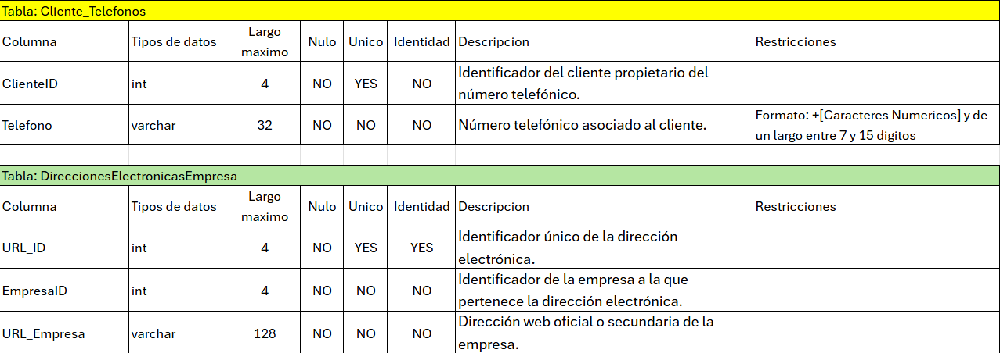 Tabla: Cliente_Telefonos
Columna Tipos de datos Largo maximo Nulo Unico Identidad Descripcion Restricciones
ClienteID int 4 NO YES NO Identificador del cliente propietario del número telefónico.
Telefono varchar 32 NO NO NO Número telefónico asociado al cliente. Formato: +[Caracteres Numericos] y de un largo entre 7 y 15 digitos
Tabla: DireccionesElectronicasEmpresa
Columna Tipos de datos Largo maximo Nulo Unico Identidad Descripcion Restricciones
URL_ID int 4 NO YES YES Identificador único de la dirección electrónica.
EmpresaID int 4 NO NO NO Identificador de la empresa a la que pertenece la dirección electrónica.
URL_Empresa varchar 128 NO NO NO Dirección web oficial o secundaria de la empresa.